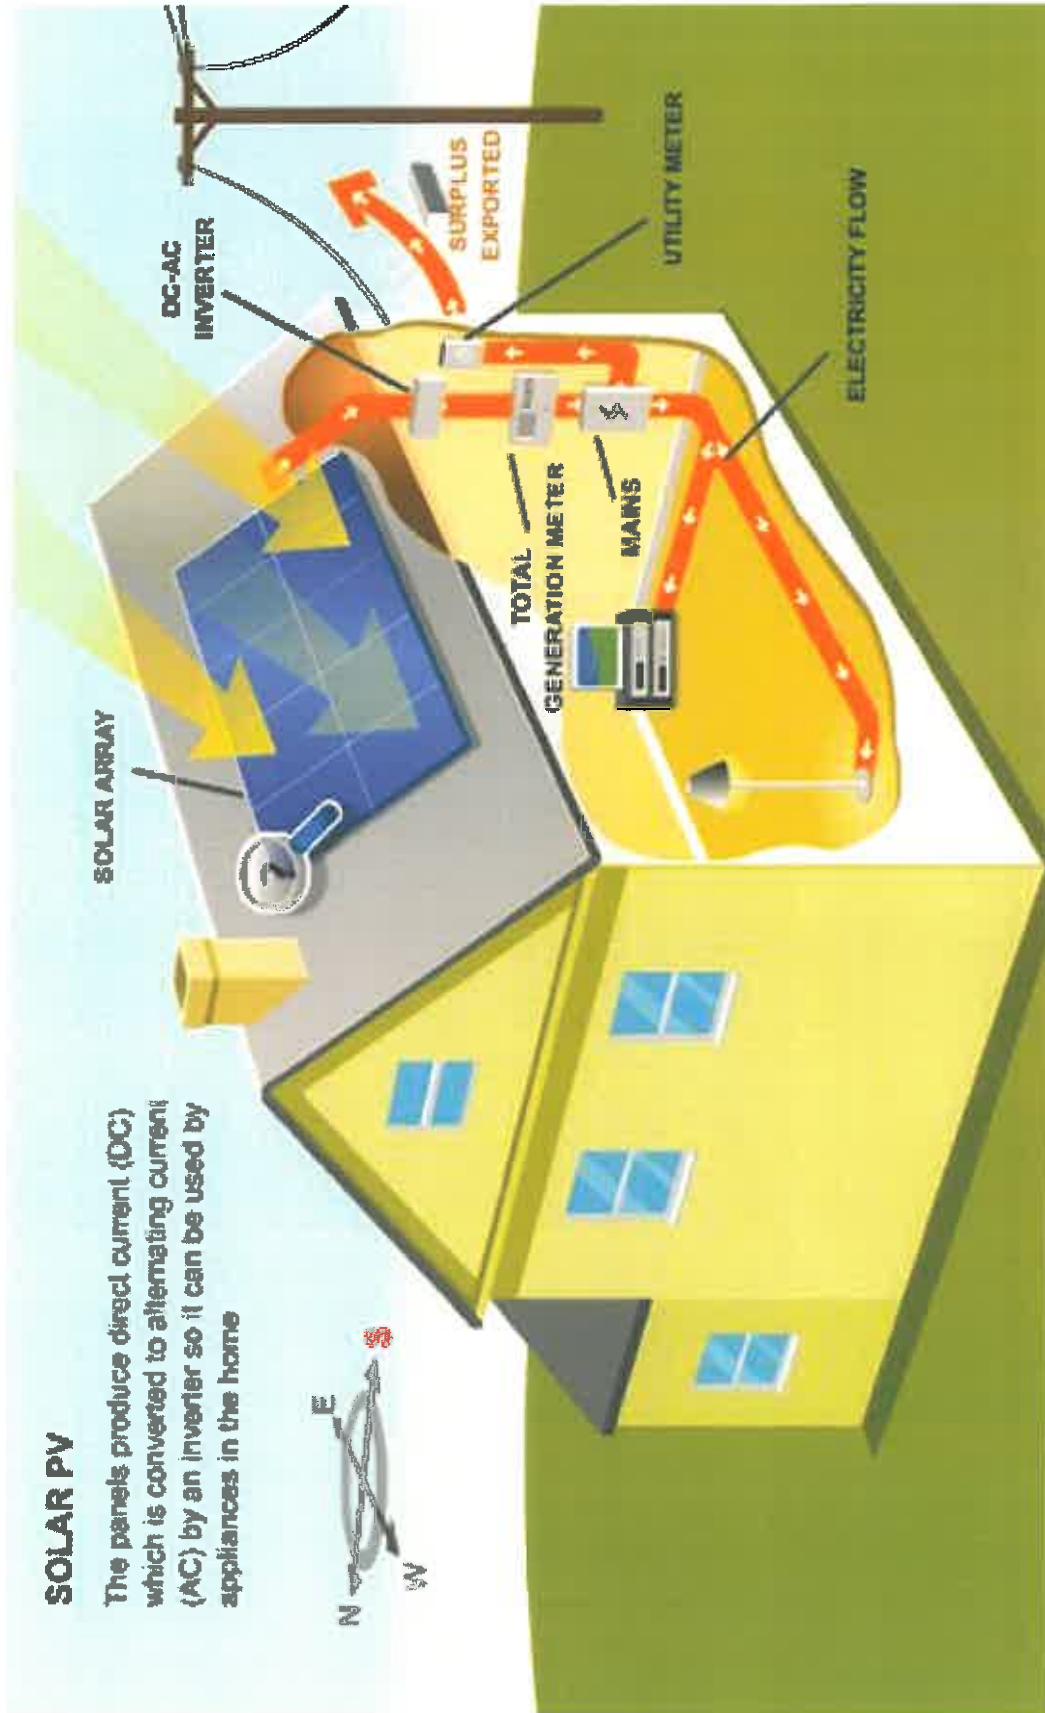 SOLAR PV
The panels produce direct current (DC)
which is converted to alternating current
(AC) by an inverter so it can be used by
appliances in the home
N
E
W
S
SOLAR ARRAY
DC-AC
INVERTER
SURPLUS
EXPORTED
TOTAL
GENERATION METER
MAINS
UTILITY METER
ELECTRICITY FLOW